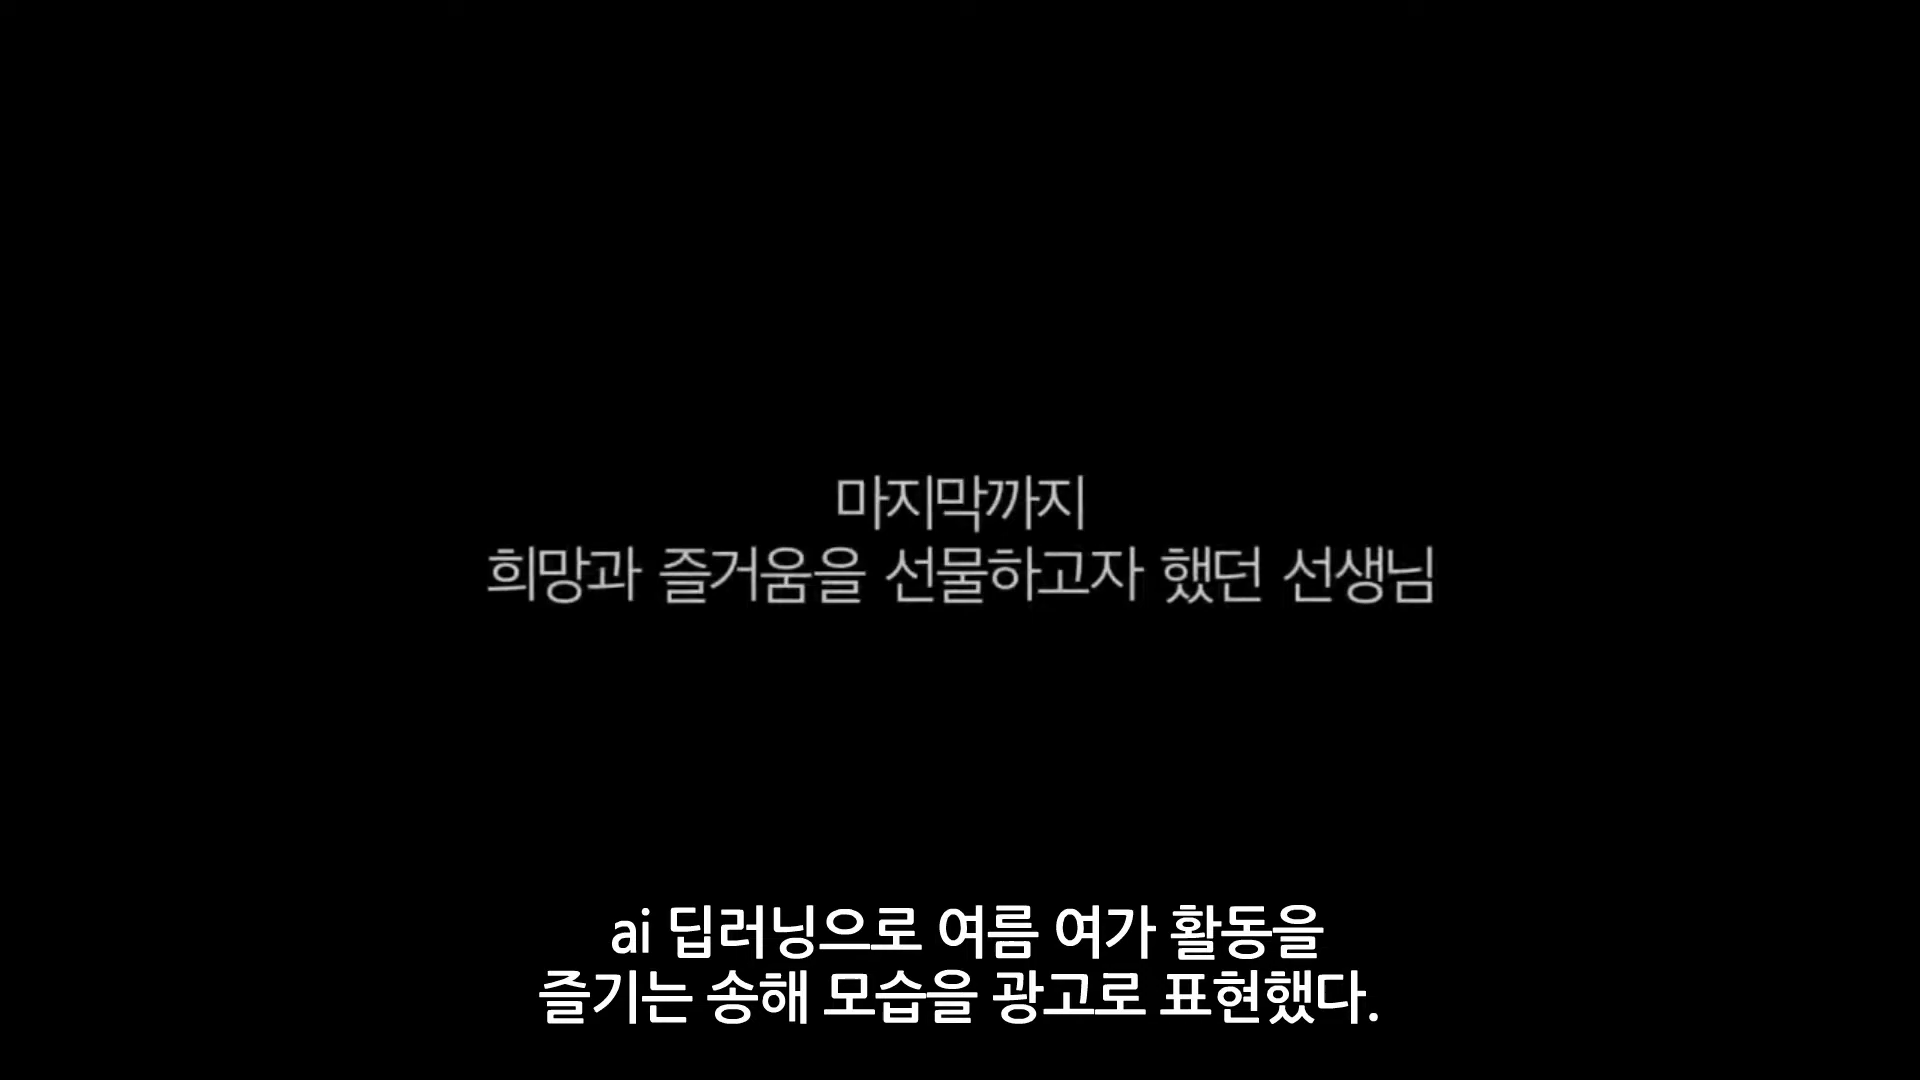 마지막까지
희망과 즐거움을 선물하고자 했던 선생님
ai 딥러닝으로 여름 여가 활동을
즐기는 송해 모습을 광고로 표현했다.